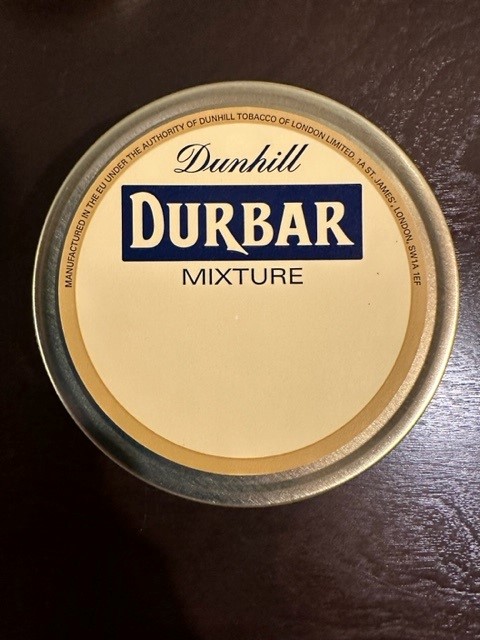 MANUFACTURED IN THE EU UNDER THE AUTHORITY OF DUNHILL TOBACCO OF LONDON LIMITED, 1A ST. JAMES', LONDON, SW1A 1EF
Dunhill
DURBAR
MIXTURE